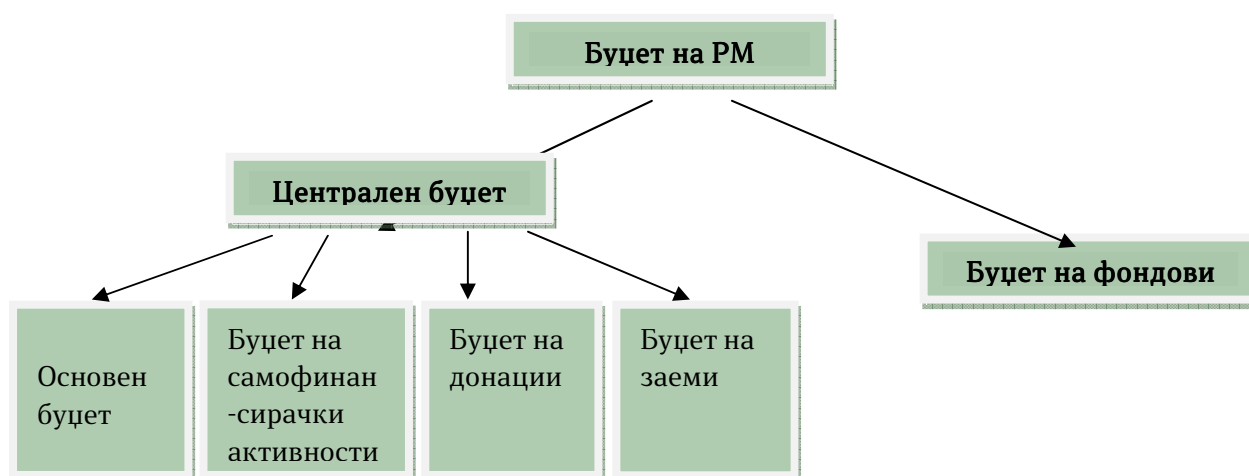 Буџет на РМ
Централен буџет
Буџет на фондови
Основен
буџет
Буџет на
самофинан
-сирачки
активности
Буџет на
донации
Буџет на
заеми